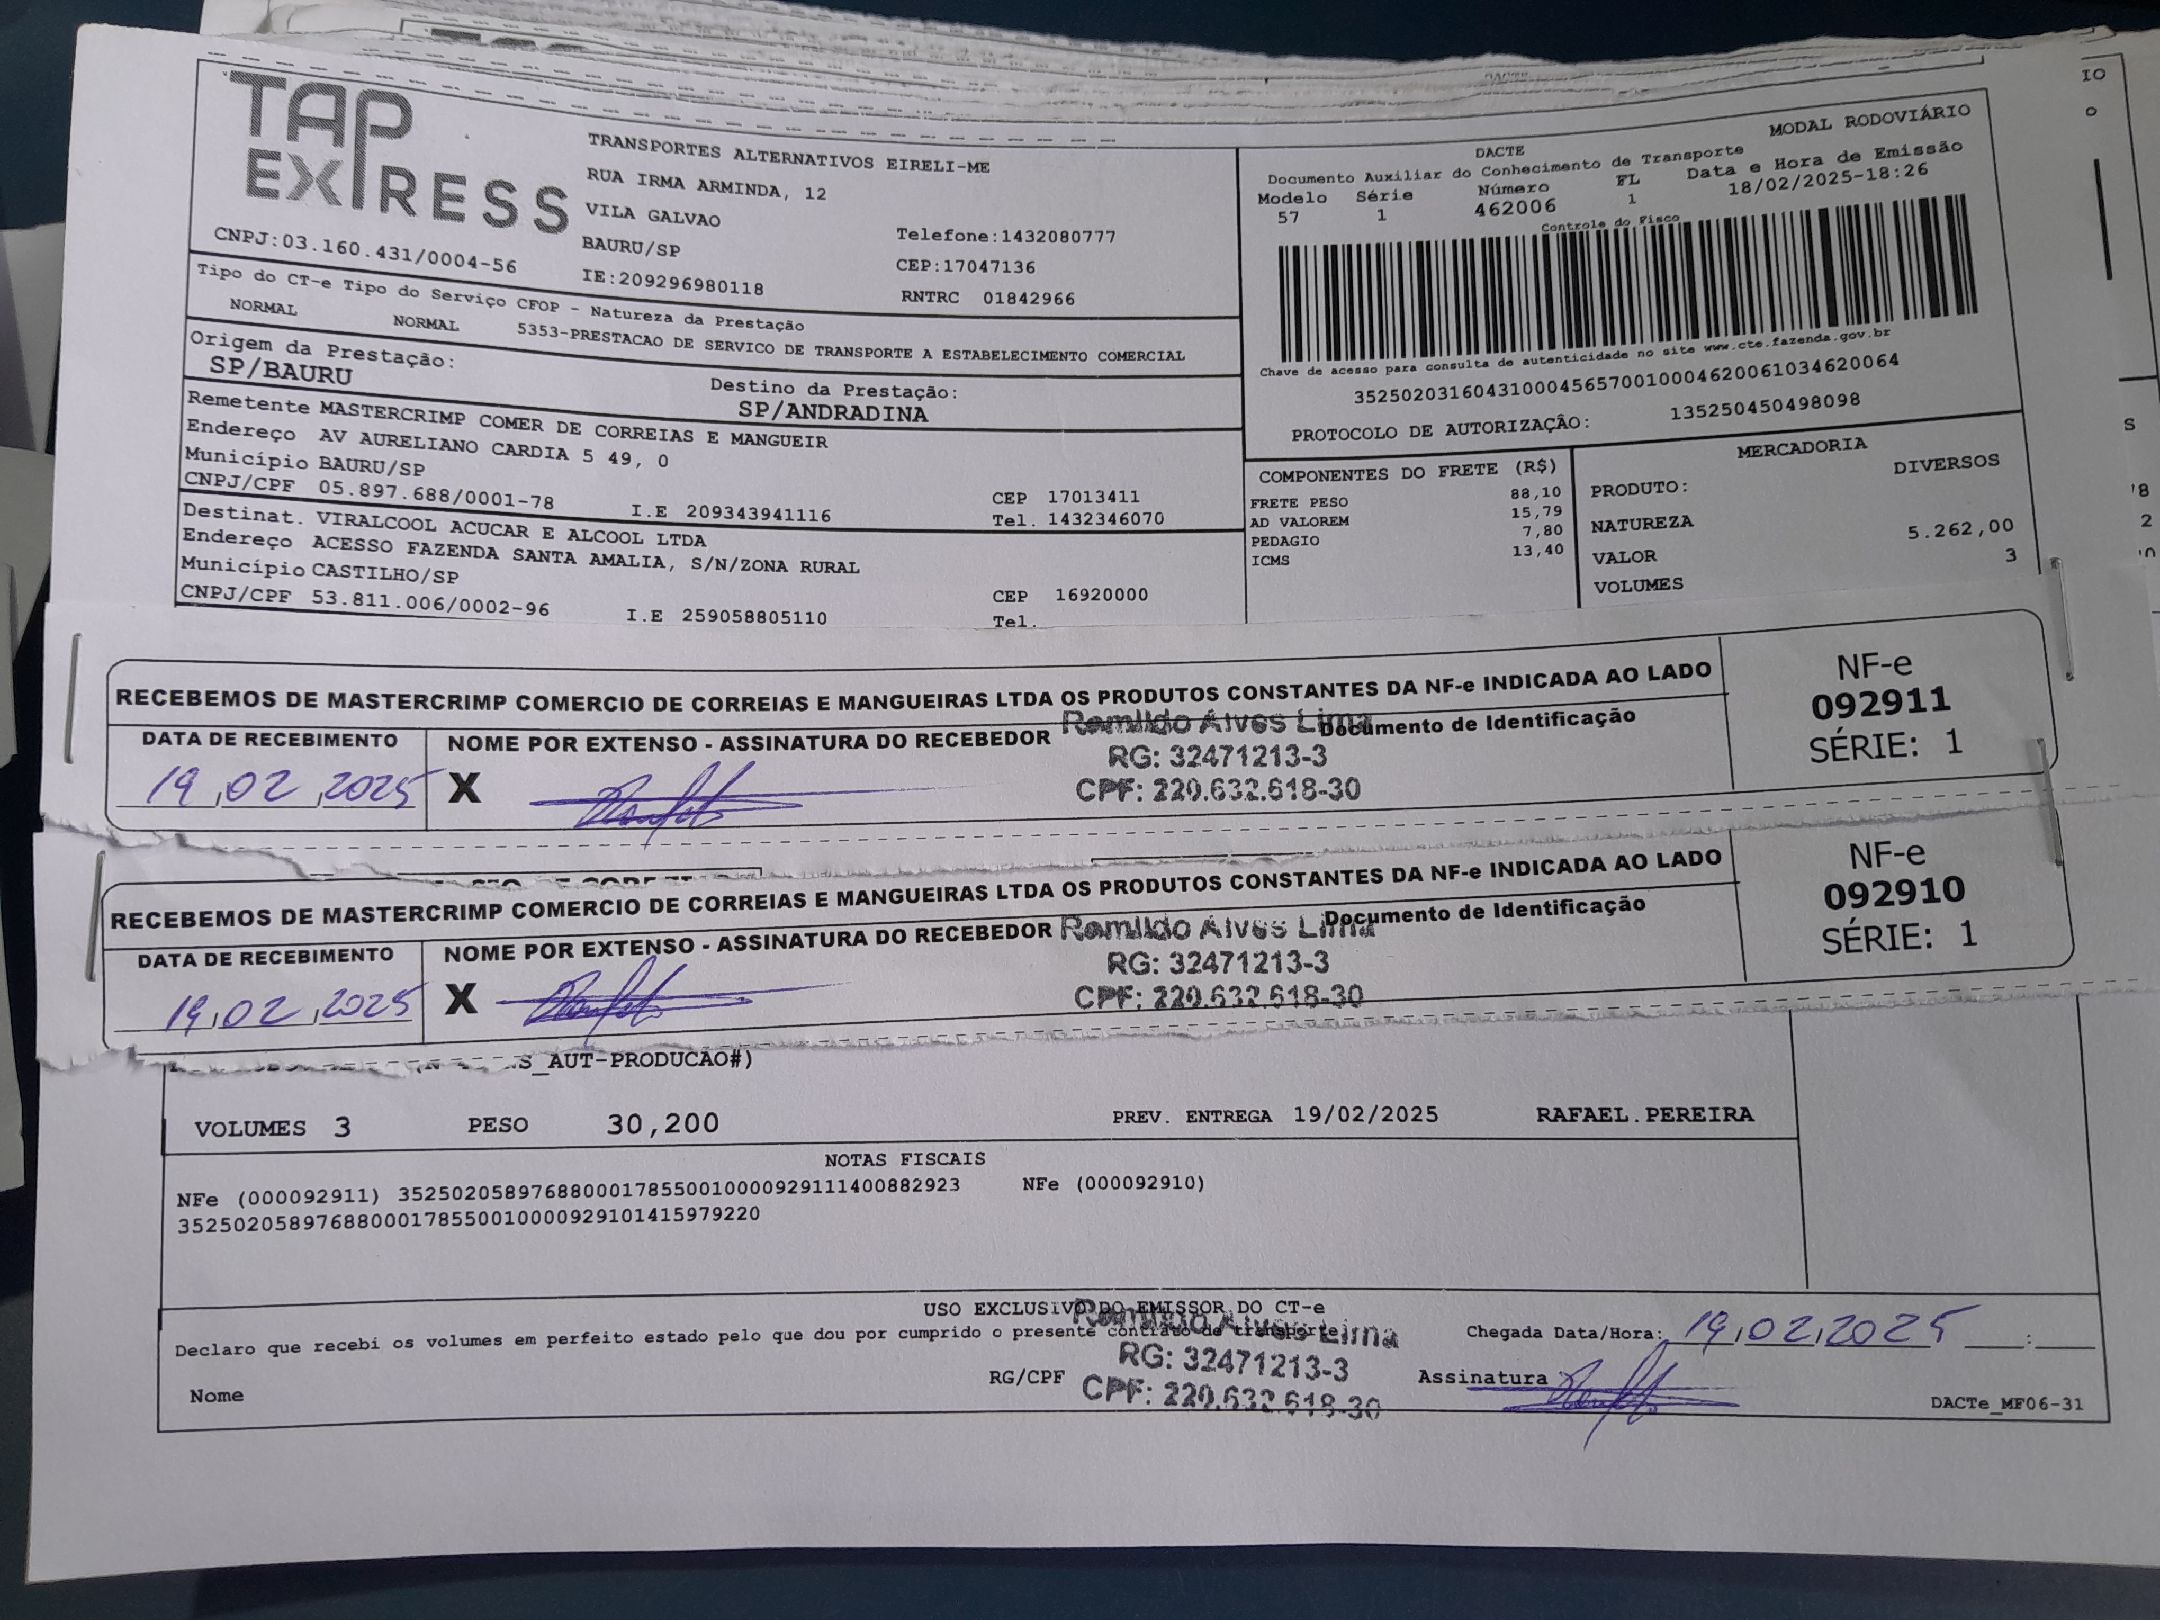 TAP
EXPRESS
CNPJ:03.160.431/0004-56
TRANSPORTES ALTERNATIVOS EIRELI-ME
RUA IRMA ARMINDA, 12
VILA GALVAO
BAURU/SP
IE:209296980118
Telefone:1432080777
CEP:17047136
RNTRC 01842966
Tipo do CT-e Tipo do Serviço CFOP - Natureza da Prestação
NORMAL NORMAL 5353-PRESTACAO DE SERVICO DE TRANSPORTE A ESTABELECIMENTO COMERCIAL
Origem da Prestação:
SP/BAURU
Destino da Prestação:
SP/ANDRADINA
Remetente MASTERCRIMP COMER DE CORREIAS E MANGUEIR
Endereço AV AURELIANO CARDIA 5 49, 0
Município BAURU/SP
CEP 17013411
CNPJ/CPF 05.897.688/0001-78 I.E 209343941116 Tel. 1432346070
Destinat. VIRALCOOL ACUCAR E ALCOOL LTDA
Endereço ACESSO FAZENDA SANTA AMALIA, S/N/ZONA RURAL
Município CASTILHO/SP
CEP 16920000
CNPJ/CPF 53.811.006/0002-96 I.E 259058805110 Tel.
DACTE
MODAL RODOVIÁRIO
Documento Auxiliar do Conhecimento de Transporte
Modelo Série Número FL Data e Hora de Emissão
57 1 462006 1 18/02/2025-18:26
Controle do Fisco
Chave de acesso para consulta de autenticidade no site www.cte.fazenda.gov.br
35250203160431000456570010004620061034620064
PROTOCOLO DE AUTORIZAÇÂO: 135250450498098
COMPONENTES DO FRETE (R$)
FRETE PESO 88,10
AD VALOREM 15,79
PEDAGIO 7,80
ICMS 13,40
MERCADORIA
PRODUTO: DIVERSOS
NATUREZA
VALOR 5.262,00
VOLUMES 3
RECEBEMOS DE MASTERCRIMP COMERCIO DE CORREIAS E MANGUEIRAS LTDA OS PRODUTOS CONSTANTES DA NF-e INDICADA AO LADO
DATA DE RECEBIMENTO
19,02,2025
NOME POR EXTENSO - ASSINATURA DO RECEBEDOR
X
Documento de Identificação
Romildo Alves Lima
RG: 32471213-3
CPF: 220.632.618-30
NF-e
092911
SÉRIE: 1
RECEBEMOS DE MASTERCRIMP COMERCIO DE CORREIAS E MANGUEIRAS LTDA OS PRODUTOS CONSTANTES DA NF-e INDICADA AO LADO
DATA DE RECEBIMENTO
19,02,2025
NOME POR EXTENSO - ASSINATURA DO RECEBEDOR
X
Documento de Identificação
Romildo Alves Lima
RG: 32471213-3
CPF: 220.632.618-30
NF-e
092910
SÉRIE: 1
S_AUT-PRODUCAO#)
VOLUMES 3 PESO 30,200 PREV. ENTREGA 19/02/2025 RAFAEL.PEREIRA
NOTAS FISCAIS
NFe (000092911) 35250205897688000178550010000929111400882923 NFe (000092910)
35250205897688000178550010000929101415979220
USO EXCLUSIVO DO EMISSOR DO CT-e
Declaro que recebi os volumes em perfeito estado pelo que dou por cumprido o presente contrato de transporte.
Romildo Alves Lima
RG: 32471213-3
CPF: 220.632.618-30
Chegada Data/Hora: 19,02,2025 :
Nome RG/CPF Assinatura
DACTe_MF06-31